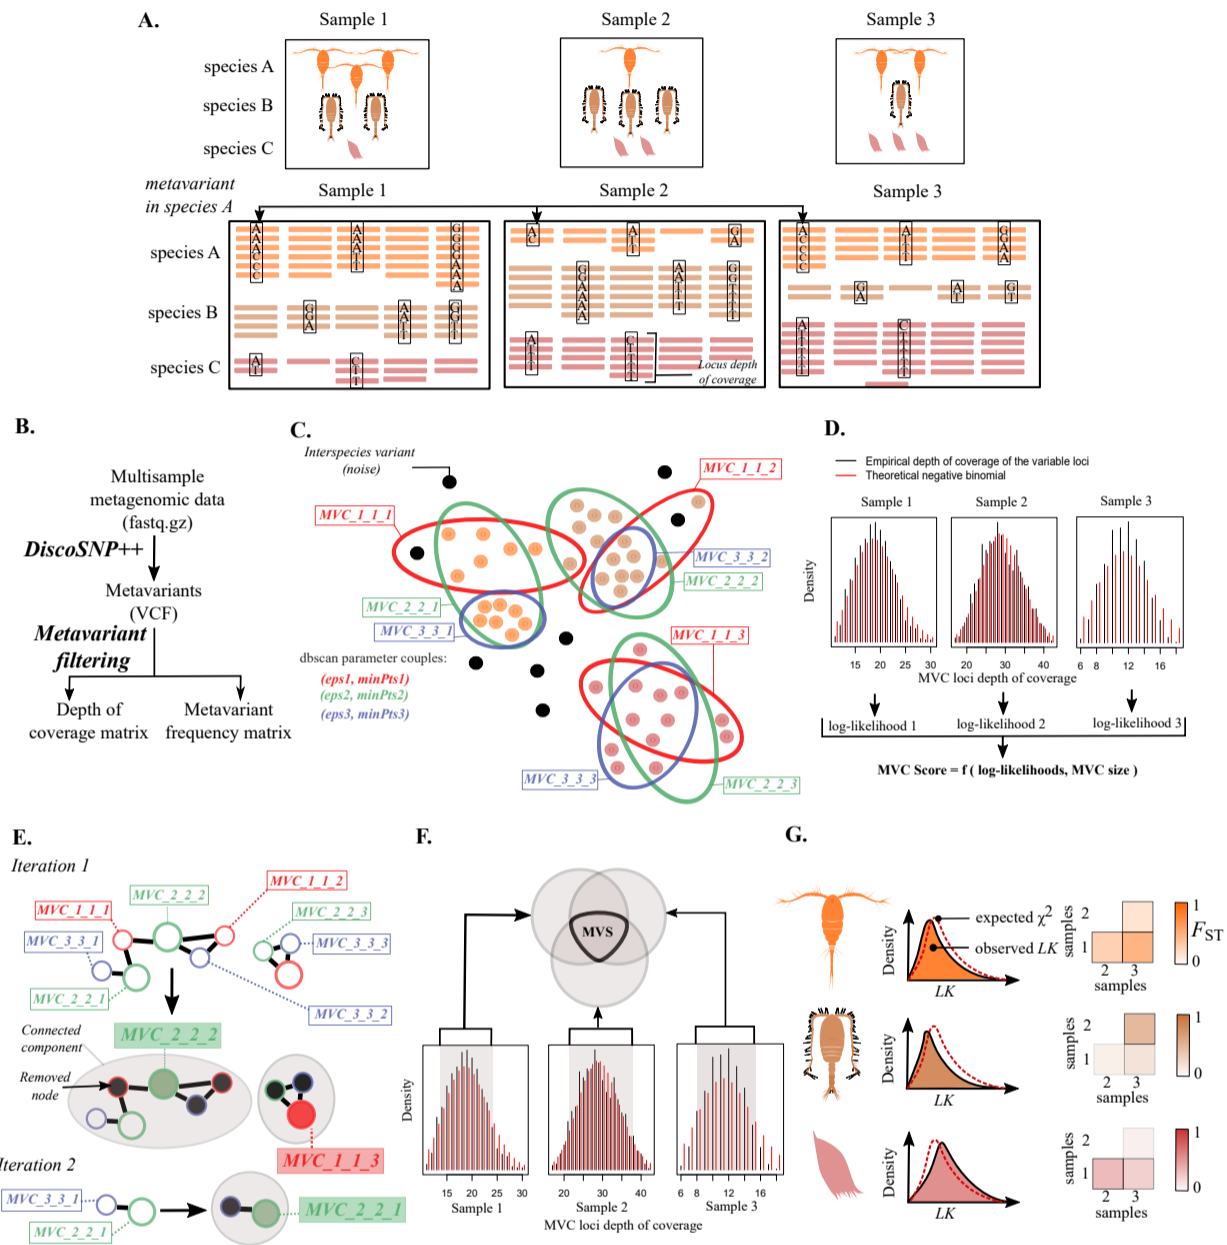 A.
Sample 1
Sample 2
Sample 3
species A
species B
species C
metavariant
in species A
Sample 1
Sample 2
Sample 3
species A
species B
species C
Locus depth
of coverage
B.
Multisample
metagenomic data
(fastq.gz)
DiscoSNP++
Metavariants
(VCF)
Metavariant
filtering
Depth of
coverage matrix
Metavariant
frequency matrix
C.
Interspecies variant
(noise)
MVC_1_1_1
MVC_1_1_2
MVC_3_3_2
MVC_2_2_2
MVC_2_2_1
MVC_3_3_1
MVC_1_1_3
dbscan parameter couples:
(eps1, minPts1)
(eps2, minPts2)
(eps3, minPts3)
MVC_3_3_3
MVC_2_2_3
D.
Empirical depth of coverage of the variable loci
Theoretical negative binomial
Sample 1
Sample 2
Sample 3
Density
15 20 25 30
20 30 40
6 8 12 16
MVC loci depth of coverage
log-likelihood 1
log-likelihood 2
log-likelihood 3
MVC Score = f ( log-likelihoods, MVC size )
E.
Iteration 1
MVC_2_2_2
MVC_1_1_2
MVC_1_1_1
MVC_2_2_3
MVC_3_3_1
MVC_3_3_3
MVC_2_2_1
MVC_3_3_2
Connected
component
MVC_2_2_2
Removed
node
MVC_1_1_3
Iteration 2
MVC_3_3_1
MVC_2_2_1
MVC_2_2_1
F.
MVS
Density
15 20 25 30
20 30 40
6 8 12 16
Sample 1
Sample 2
Sample 3
MVC loci depth of coverage
G.
expected χ2
observed LK
Density
LK
samples
2
1
2 3
samples
1
FST
0
Density
LK
samples
2
1
2 3
samples
1
0
Density
LK
samples
2
1
2 3
samples
1
0